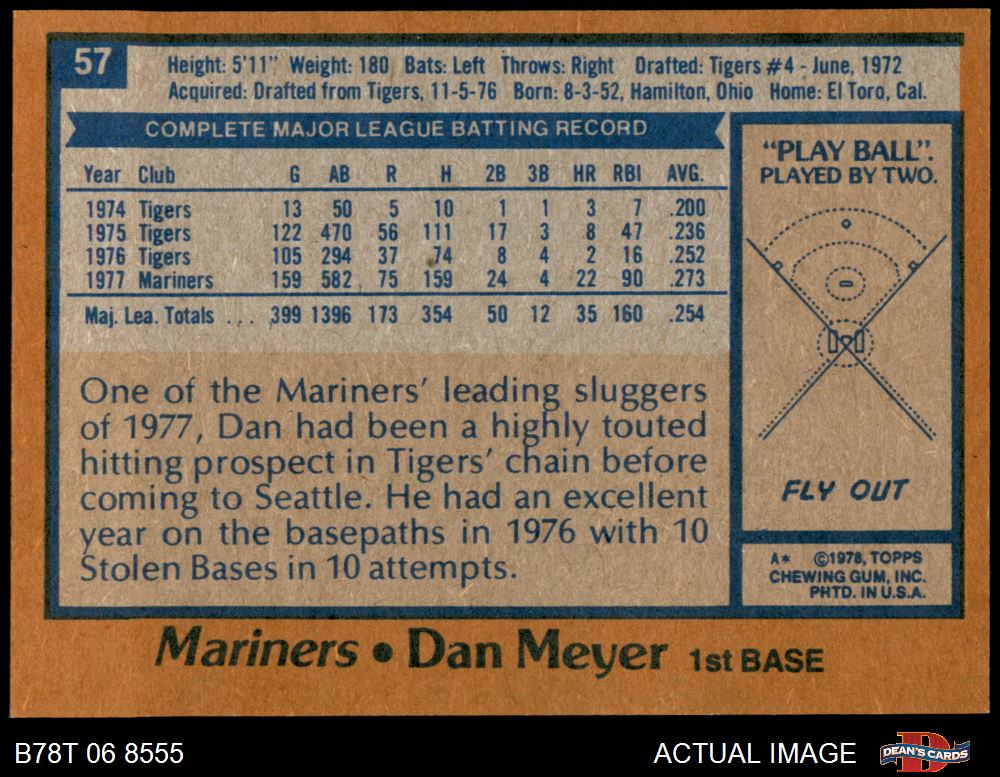 57
Height: 5'11" Weight: 180 Bats: Left Throws: Right Drafted: Tigers #4 - June, 1972
Acquired: Drafted from Tigers, 11-5-76 Born: 8-3-52, Hamilton, Ohio Home: El Toro, Cal.
COMPLETE MAJOR LEAGUE BATTING RECORD
Year Club G AB R H 2B 3B HR RBI AVG.
1974 Tigers 13 50 5 10 1 1 3 7 .200
1975 Tigers 122 470 56 111 17 3 8 47 .236
1976 Tigers 105 294 37 74 8 4 2 16 .252
1977 Mariners 159 582 75 159 24 4 22 90 .273
Maj. Lea. Totals ... 399 1396 173 354 50 12 35 160 .254
One of the Mariners' leading sluggers
of 1977, Dan had been a highly touted
hitting prospect in Tigers' chain before
coming to Seattle. He had an excellent
year on the basepaths in 1976 with 10
Stolen Bases in 10 attempts.
"PLAY BALL".
PLAYED BY TWO.
FLY OUT
A* ©1978, TOPPS
CHEWING GUM, INC.
PRTD. IN U.S.A.
Mariners • Dan Meyer 1st BASE
B78T 06 8555
ACTUAL IMAGE
D
DEAN'S CARDS